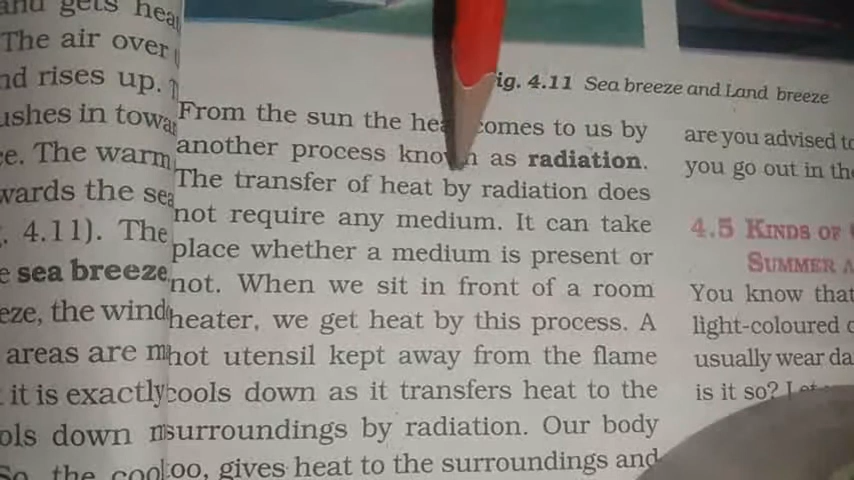 and gets
The air over
rises up.
towa
ce. The warm
wards the sea
4.11). The
sea breeze
eze, the wind
areas are
it is exactly
ols down
So, the cool
Fig. 4.11 Sea breeze and Land breeze
From the sun the heat comes to us by
another process known as radiation.
The transfer of heat by radiation does
not require any medium. It can take
place whether a medium is present or
not. When we sit in front of a room
heater, we get heat by this process. A
hot utensil kept away from the flame
cools down as it transfers heat to the
surroundings by radiation. Our body
too, gives heat to the surroundings and
are you advised to
you go out in the
4.5 KINDS OF
SUMMER A
You know that
light-coloured c
usually wear da
is it so? Let